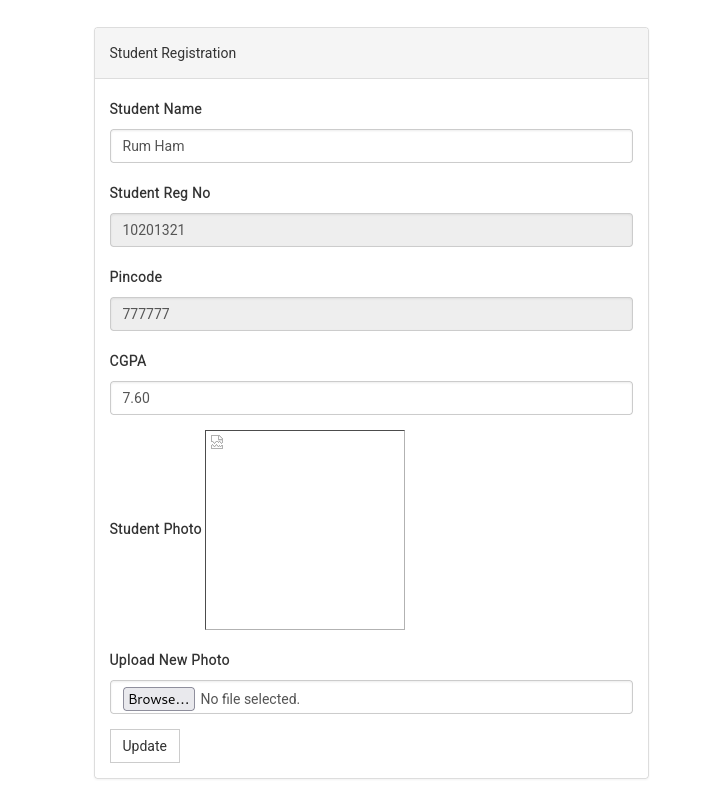 Student Registration
Student Name
Rum Ham
Student Reg No
10201321
Pincode
777777
CGPA
7.60
Student Photo
Upload New Photo
Browse... No file selected.
Update